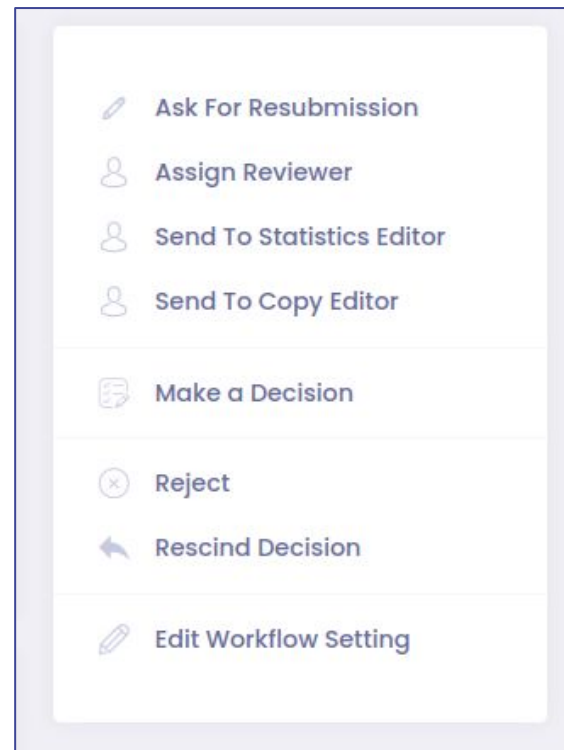 Ask For Resubmission
Assign Reviewer
Send To Statistics Editor
Send To Copy Editor
Make a Decision
Reject
Rescind Decision
Edit Workflow Setting